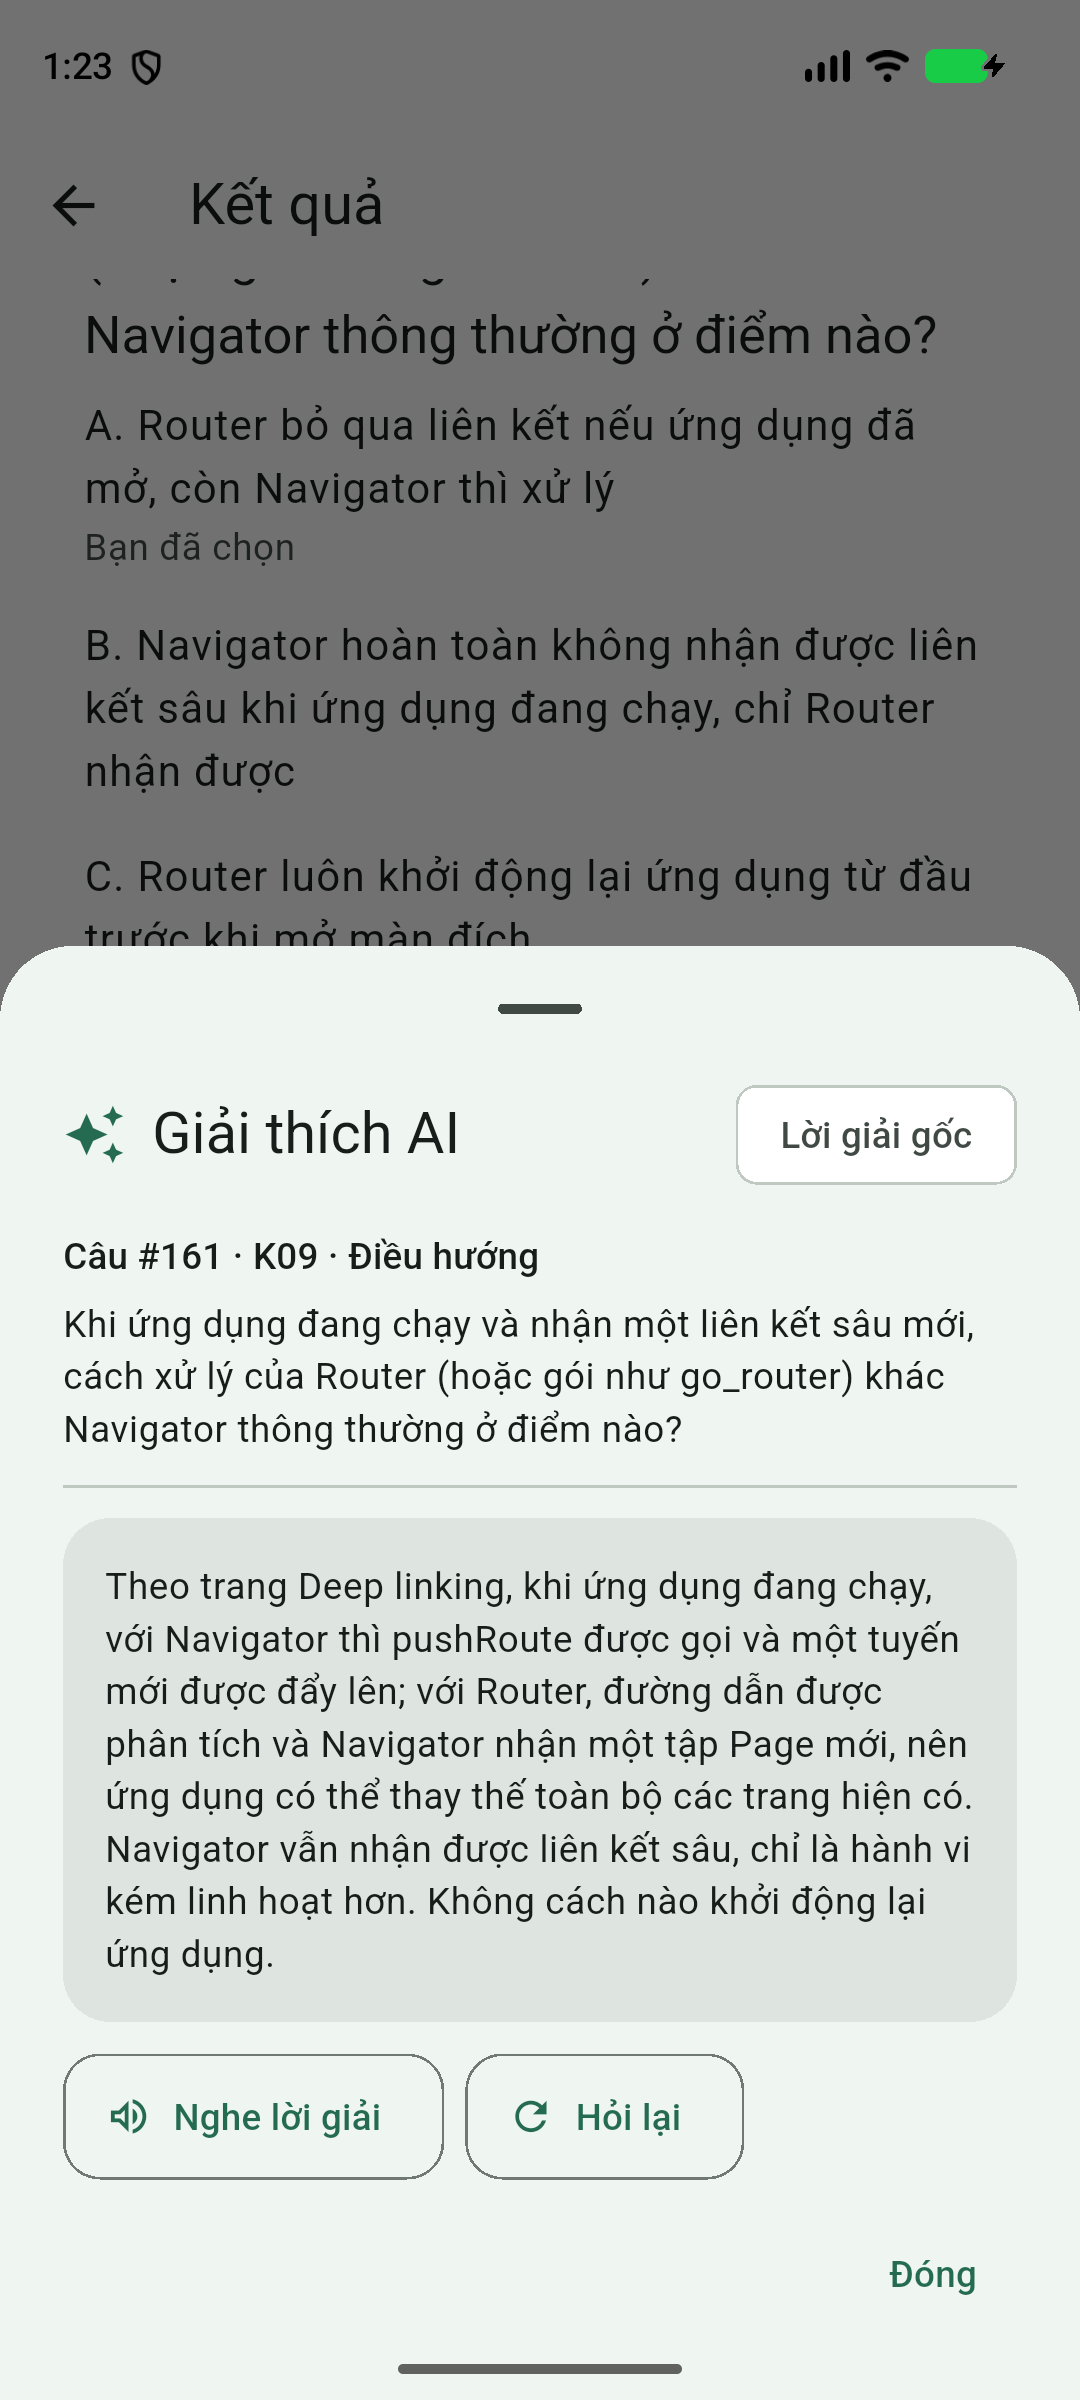 1:23
Kết quả
Navigator thông thường ở điểm nào?
A. Router bỏ qua liên kết nếu ứng dụng đã
mở, còn Navigator thì xử lý
Bạn đã chọn
B. Navigator hoàn toàn không nhận được liên
kết sâu khi ứng dụng đang chạy, chỉ Router
nhận được
C. Router luôn khởi động lại ứng dụng từ đầu
trước khi mở màn đích
Giải thích AI
Lời giải gốc
Câu #161 · K09 · Điều hướng
Khi ứng dụng đang chạy và nhận một liên kết sâu mới,
cách xử lý của Router (hoặc gói như go_router) khác
Navigator thông thường ở điểm nào?
Theo trang Deep linking, khi ứng dụng đang chạy,
với Navigator thì pushRoute được gọi và một tuyến
mới được đẩy lên; với Router, đường dẫn được
phân tích và Navigator nhận một tập Page mới, nên
ứng dụng có thể thay thế toàn bộ các trang hiện có.
Navigator vẫn nhận được liên kết sâu, chỉ là hành vi
kém linh hoạt hơn. Không cách nào khởi động lại
ứng dụng.
Nghe lời giải
Hỏi lại
Đóng